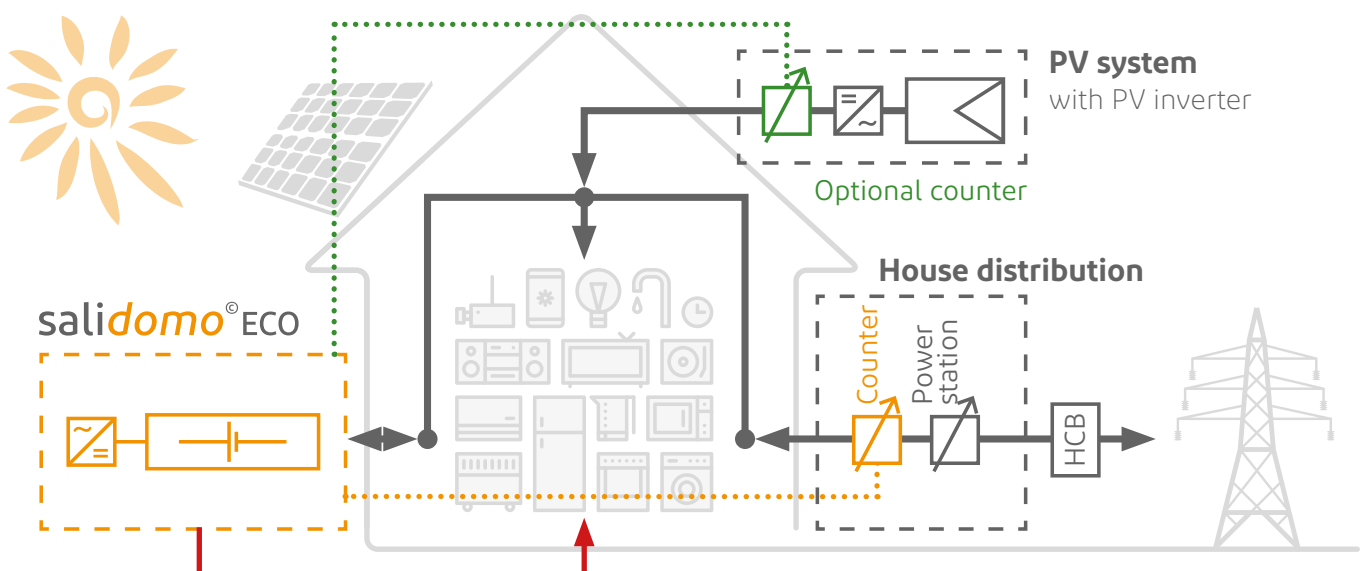 PV system
with PV inverter
Optional counter
House distribution
salidomo©ECO
Counter
Power
station
HCB